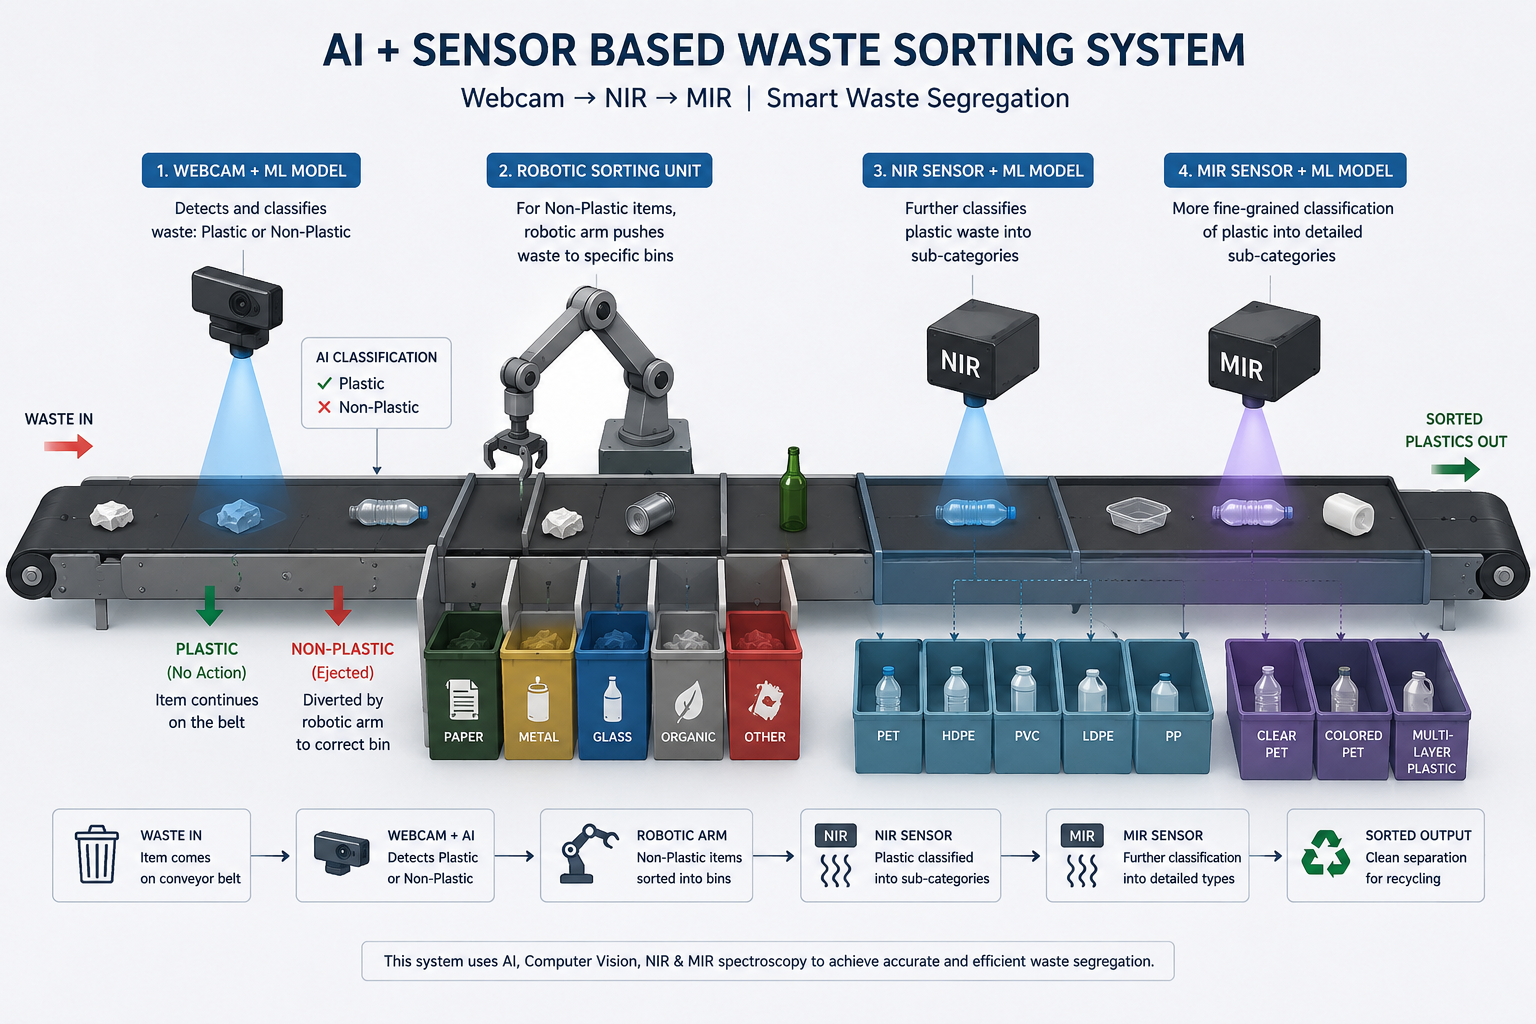 AI + SENSOR BASED WASTE SORTING SYSTEM
Webcam → NIR → MIR | Smart Waste Segregation
1. WEBCAM + ML MODEL
Detects and classifies
waste: Plastic or Non-Plastic
2. ROBOTIC SORTING UNIT
For Non-Plastic items,
robotic arm pushes
waste to specific bins
3. NIR SENSOR + ML MODEL
Further classifies
plastic waste into
sub-categories
4. MIR SENSOR + ML MODEL
More fine-grained classification
of plastic into detailed
sub-categories
AI CLASSIFICATION
✓ Plastic
✗ Non-Plastic
NIR
MIR
WASTE IN
SORTED
PLASTICS OUT
PLASTIC
(No Action)
Item continues
on the belt
NON-PLASTIC
(Ejected)
Diverted by
robotic arm
to correct bin
PAPER
METAL
GLASS
ORGANIC
OTHER
PET
HDPE
PVC
LDPE
PP
CLEAR
PET
COLORED
PET
MULTI-
LAYER
PLASTIC
WASTE IN
Item comes
on conveyor belt
WEBCAM + AI
Detects Plastic
or Non-Plastic
ROBOTIC ARM
Non-Plastic items
sorted into bins
NIR
NIR SENSOR
Plastic classified
into sub-categories
MIR
MIR SENSOR
Further classification
into detailed types
SORTED OUTPUT
Clean separation
for recycling
This system uses AI, Computer Vision, NIR & MIR spectroscopy to achieve accurate and efficient waste segregation.